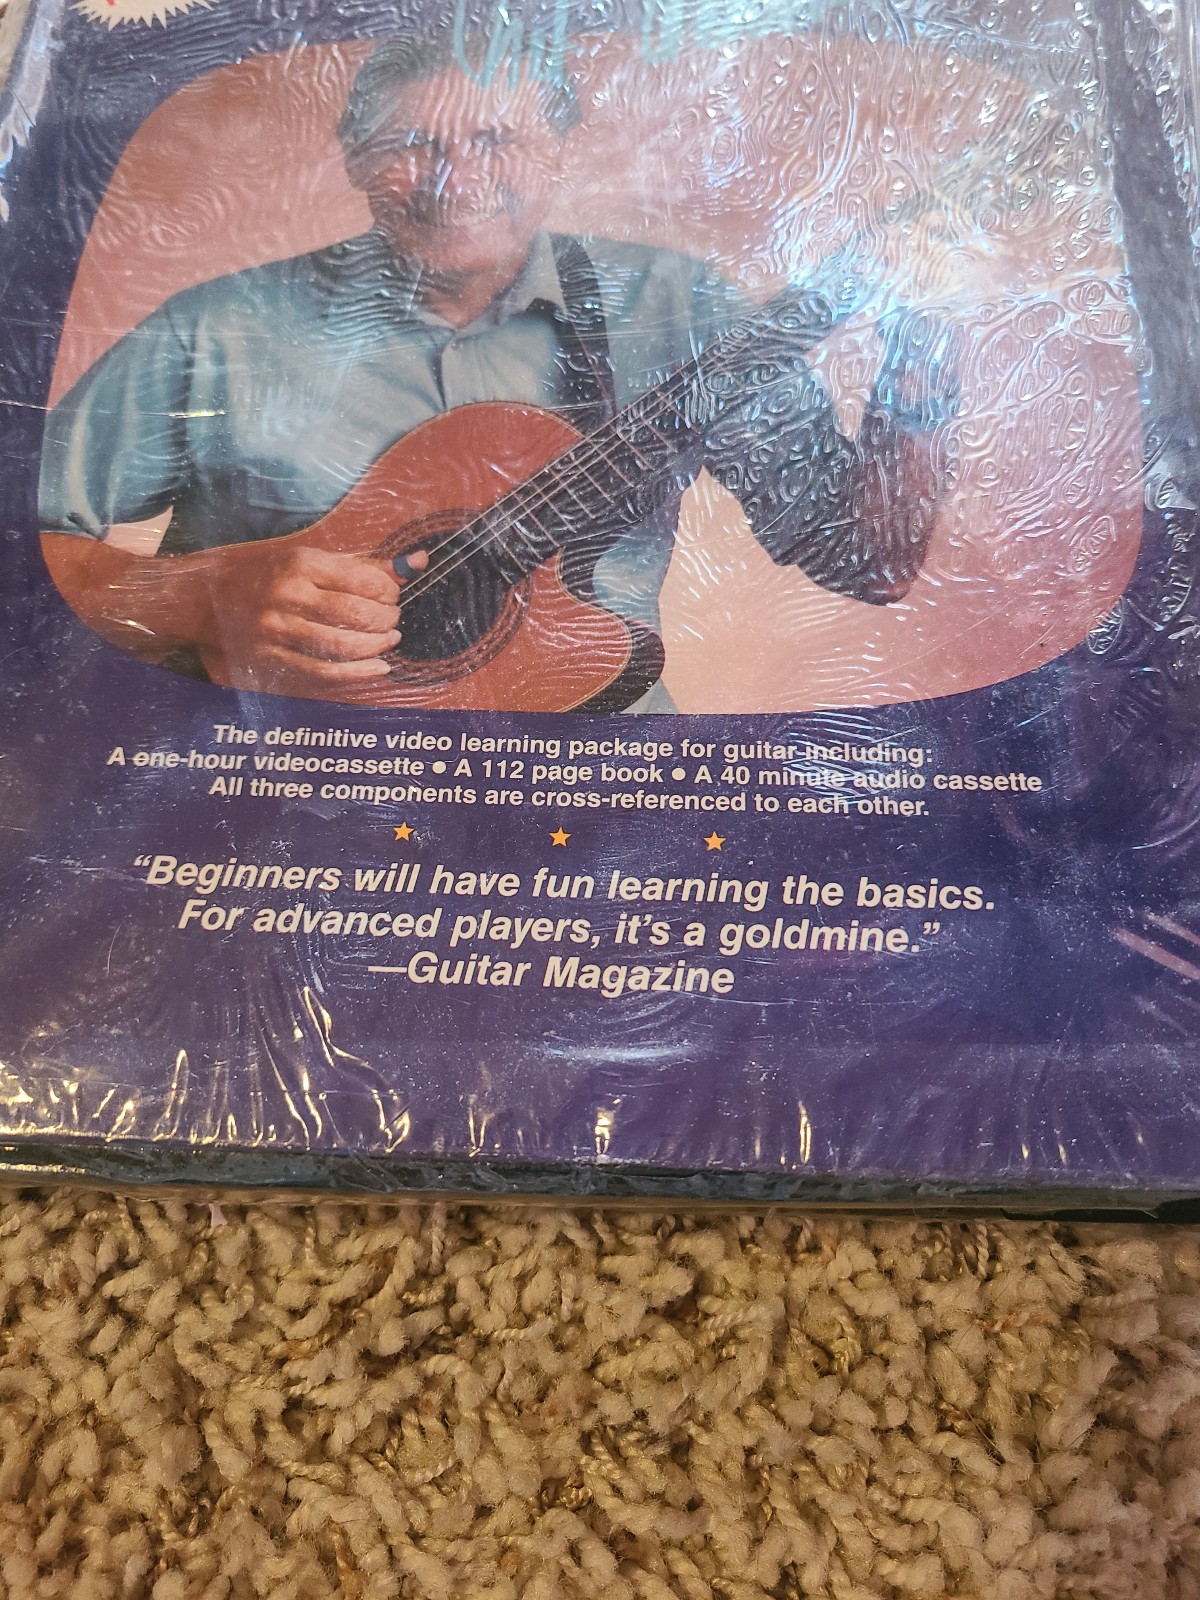 The definitive video learning package for guitar including:
A one-hour videocassette ● A 112 page book ● A 40 minute audio cassette
All three components are cross-referenced to each other.
“Beginners will have fun learning the basics.
For advanced players, it’s a goldmine.”
—Guitar Magazine